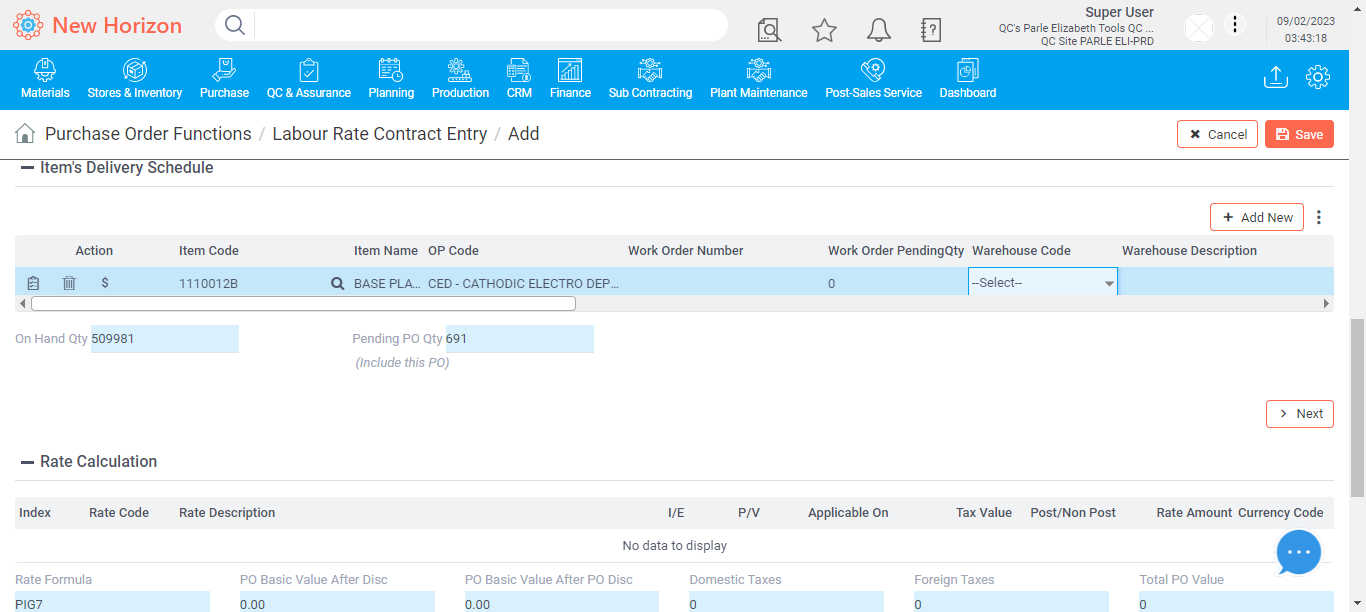 New Horizon
Super User
QC's Parle Elizabeth Tools QC ...
QC Site PARLE ELI-PRD
09/02/2023
03:43:18
Materials
Stores & Inventory
Purchase
QC & Assurance
Planning
Production
CRM
Finance
Sub Contracting
Plant Maintenance
Post-Sales Service
Dashboard
Purchase Order Functions / Labour Rate Contract Entry / Add
Cancel
Save
Item's Delivery Schedule
Add New
Action Item Code Item Name OP Code Work Order Number Work Order PendingQty Warehouse Code Warehouse Description
$ 1110012B BASE PLA... CED - CATHODIC ELECTRO DEP... 0 --Select--
On Hand Qty 509981 Pending PO Qty 691
(Include this PO)
Next
Rate Calculation
Index Rate Code Rate Description I/E P/V Applicable On Tax Value Post/Non Post Rate Amount Currency Code
No data to display
Rate Formula PO Basic Value After Disc PO Basic Value After PO Disc Domestic Taxes Foreign Taxes Total PO Value
PIG7 0.00 0.00 0 0 0